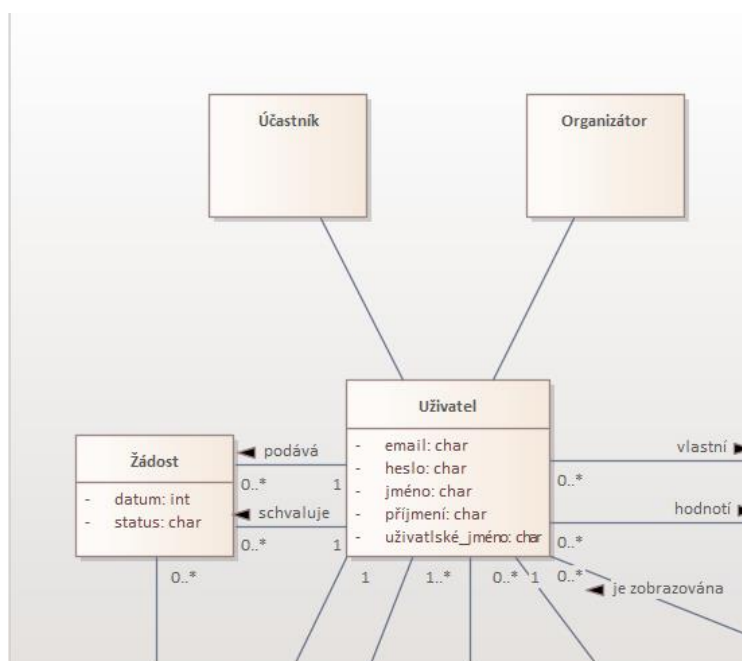 Účastník
Organizátor
Uživatel
- email: char
- heslo: char
- jméno: char
- příjmení: char
- uživatlské_jméno: char
Žádost
- datum: int
- status: char
◄ podává
0..* 1
◄ schvaluje
0..* 1
0..*
vlastní ►
0..*
hodnotí ►
0..*
1 1..* 0..* 1 0..*
◄ je zobrazována